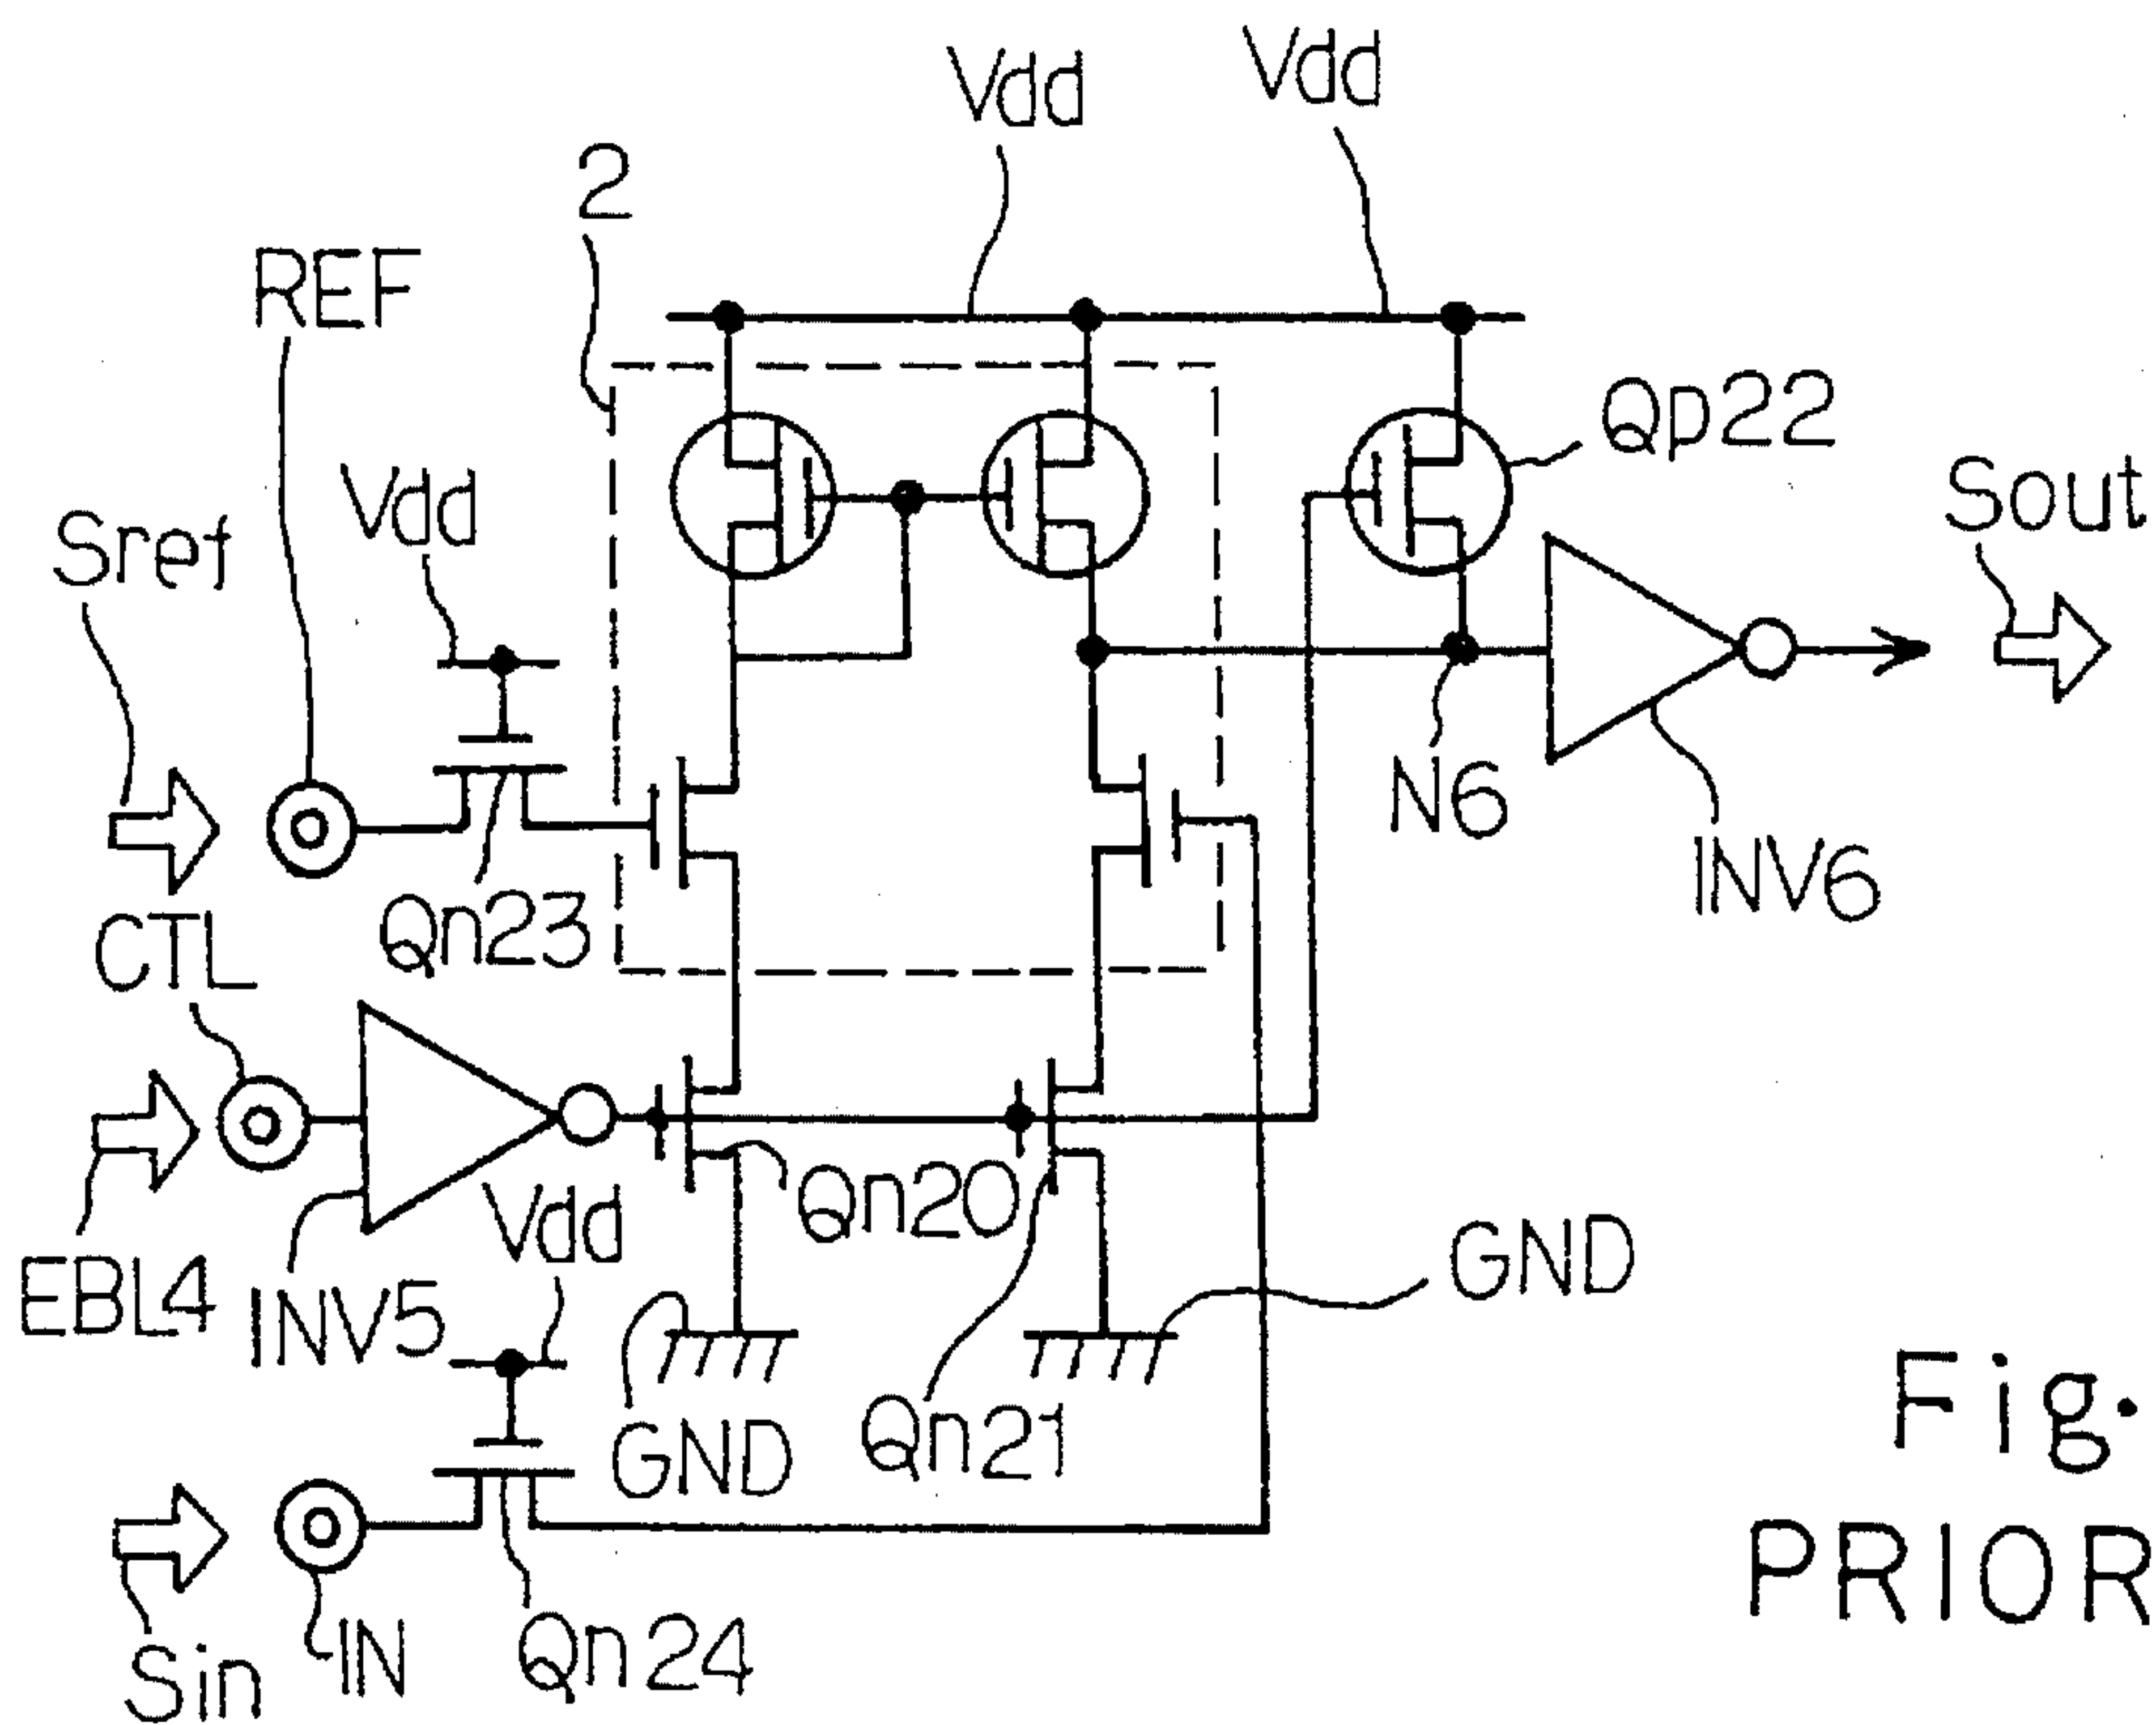 Vdd
Vdd
2
REF
Qp22
Sout
Vdd
Sref
N6
INV6
Qn23
CTL
Qn20
Vdd
GND
EBL4
INV5
Qn21
GND
Fig.
PRIOR
IN
Qn24
Sin